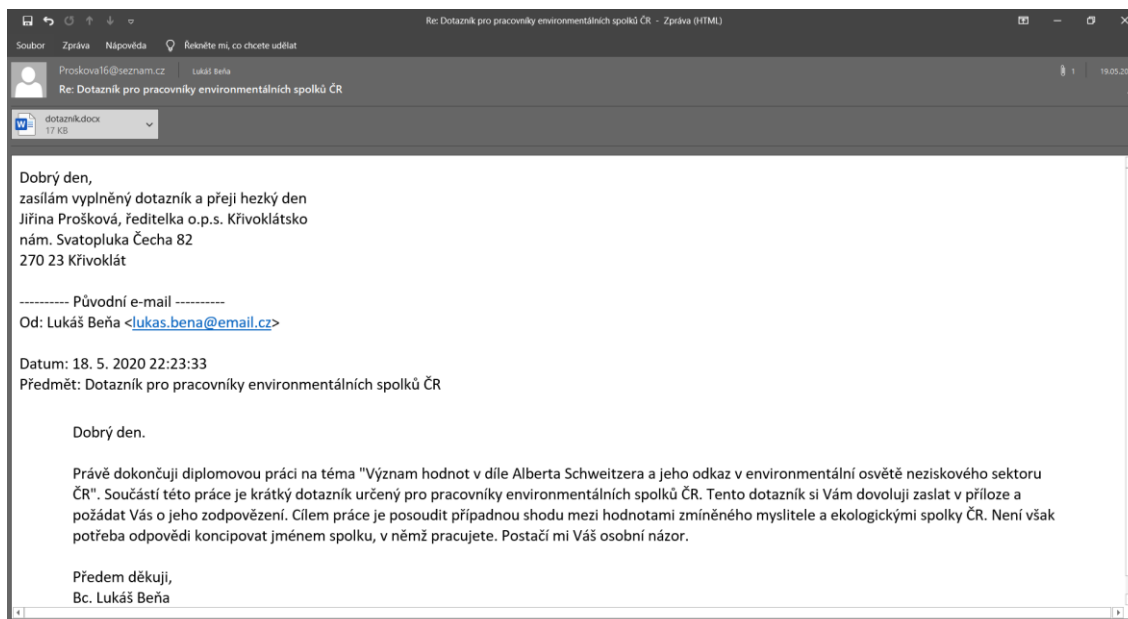 Re: Dotazník pro pracovníky environmentálních spolků ČR - Zpráva (HTML)
Soubor Zpráva Nápověda Řekněte mi, co chcete udělat
Proskova16@seznam.cz Lukáš Beňa 1 19.05.20
Re: Dotazník pro pracovníky environmentálních spolků ČR
dotazník.docx
17 KB
Dobrý den,
zasílám vyplněný dotazník a přeji hezký den
Jiřina Prošková, ředitelka o.p.s. Křivoklátsko
nám. Svatopluka Čecha 82
270 23 Křivoklát
---------- Původní e-mail ----------
Od: Lukáš Beňa <lukas.bena@email.cz>
Datum: 18. 5. 2020 22:23:33
Předmět: Dotazník pro pracovníky environmentálních spolků ČR
Dobrý den.
Právě dokončuji diplomovou práci na téma "Význam hodnot v díle Alberta Schweitzera a jeho odkaz v environmentální osvětě neziskového sektoru
ČR". Součástí této práce je krátký dotazník určený pro pracovníky environmentálních spolků ČR. Tento dotazník si Vám dovoluji zaslat v příloze a
požádat Vás o jeho zodpovězení. Cílem práce je posoudit případnou shodu mezi hodnotami zmíněného myslitele a ekologickými spolky ČR. Není však
potřeba odpovědi koncipovat jménem spolku, v němž pracujete. Postačí mi Váš osobní názor.
Předem děkuji,
Bc. Lukáš Beňa